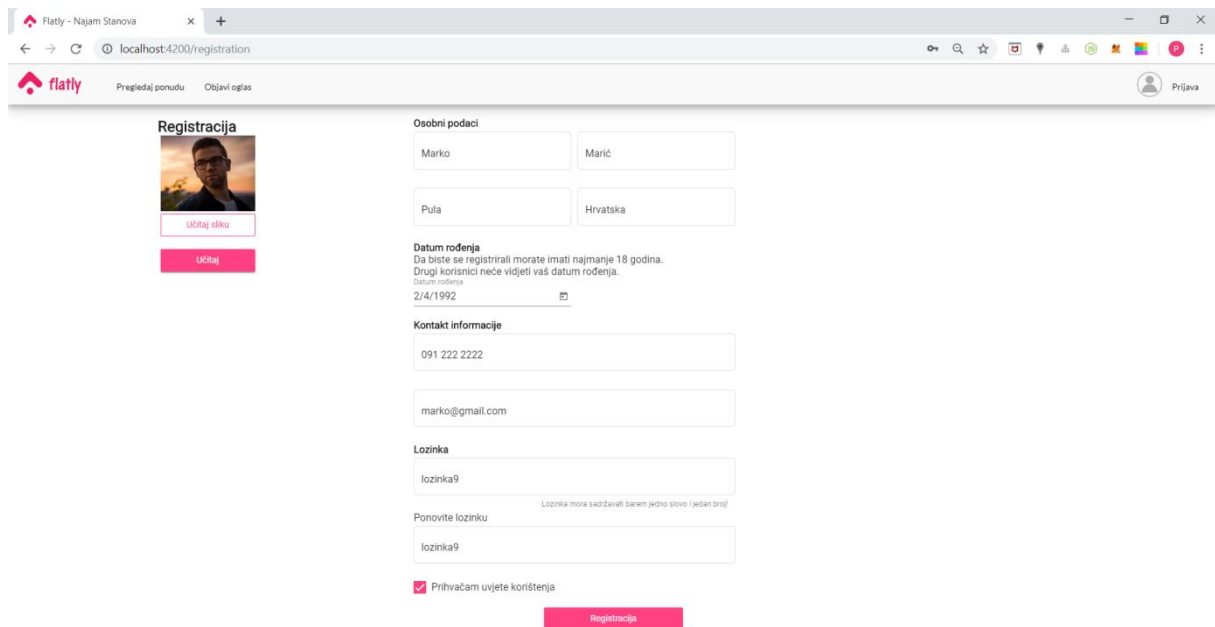 Flatly - Najam Stanova
localhost:4200/registration
P
flatly
Pregledaj ponudu
Objavi oglas
Prijava
Registracija
Učitaj sliku
Učitaj
Osobni podaci
Marko
Marić
Pula
Hrvatska
Datum rođenja
Da biste se registrirali morate imati najmanje 18 godina.
Drugi korisnici neće vidjeti vaš datum rođenja.
Datum rođenja
2/4/1992
Kontakt informacije
091 222 2222
marko@gmail.com
Lozinka
lozinka9
Lozinka mora sadržavati barem jedno slovo i jedan broj!
Ponovite lozinku
lozinka9
Prihvaćam uvjete korištenja
Registracija